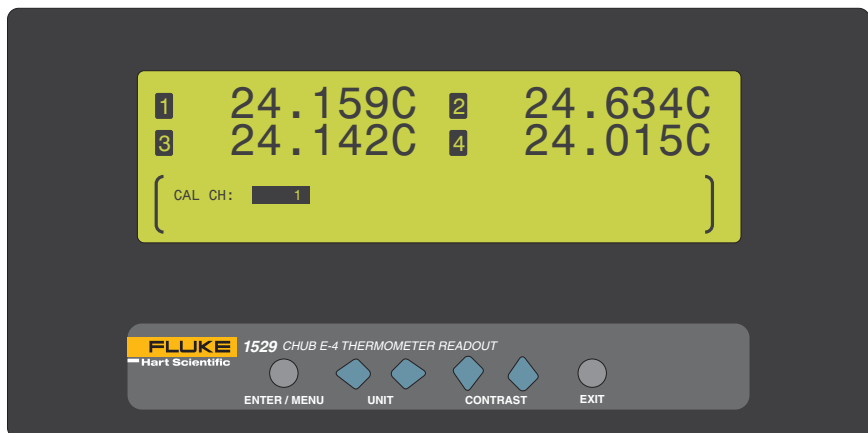 1 24.159C 2 24.634C
3 24.142C 4 24.015C
CAL CH: 1
FLUKE
Hart Scientific
1529 CHUB E-4 THERMOMETER READOUT
ENTER / MENU UNIT CONTRAST EXIT